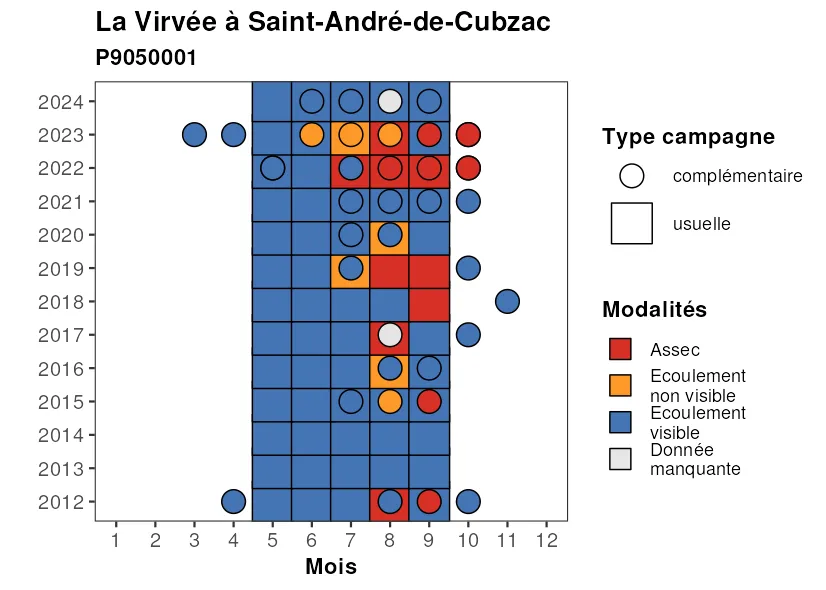 La Virvée à Saint-André-de-Cubzac
P9050001
2024
2023
2022
2021
2020
2019
2018
2017
2016
2015
2014
2013
2012
1 2 3 4 5 6 7 8 9 10 11 12
Mois
Type campagne
complémentaire
usuelle
Modalités
Assec
Ecoulement
non visible
Ecoulement
visible
Donnée
manquante